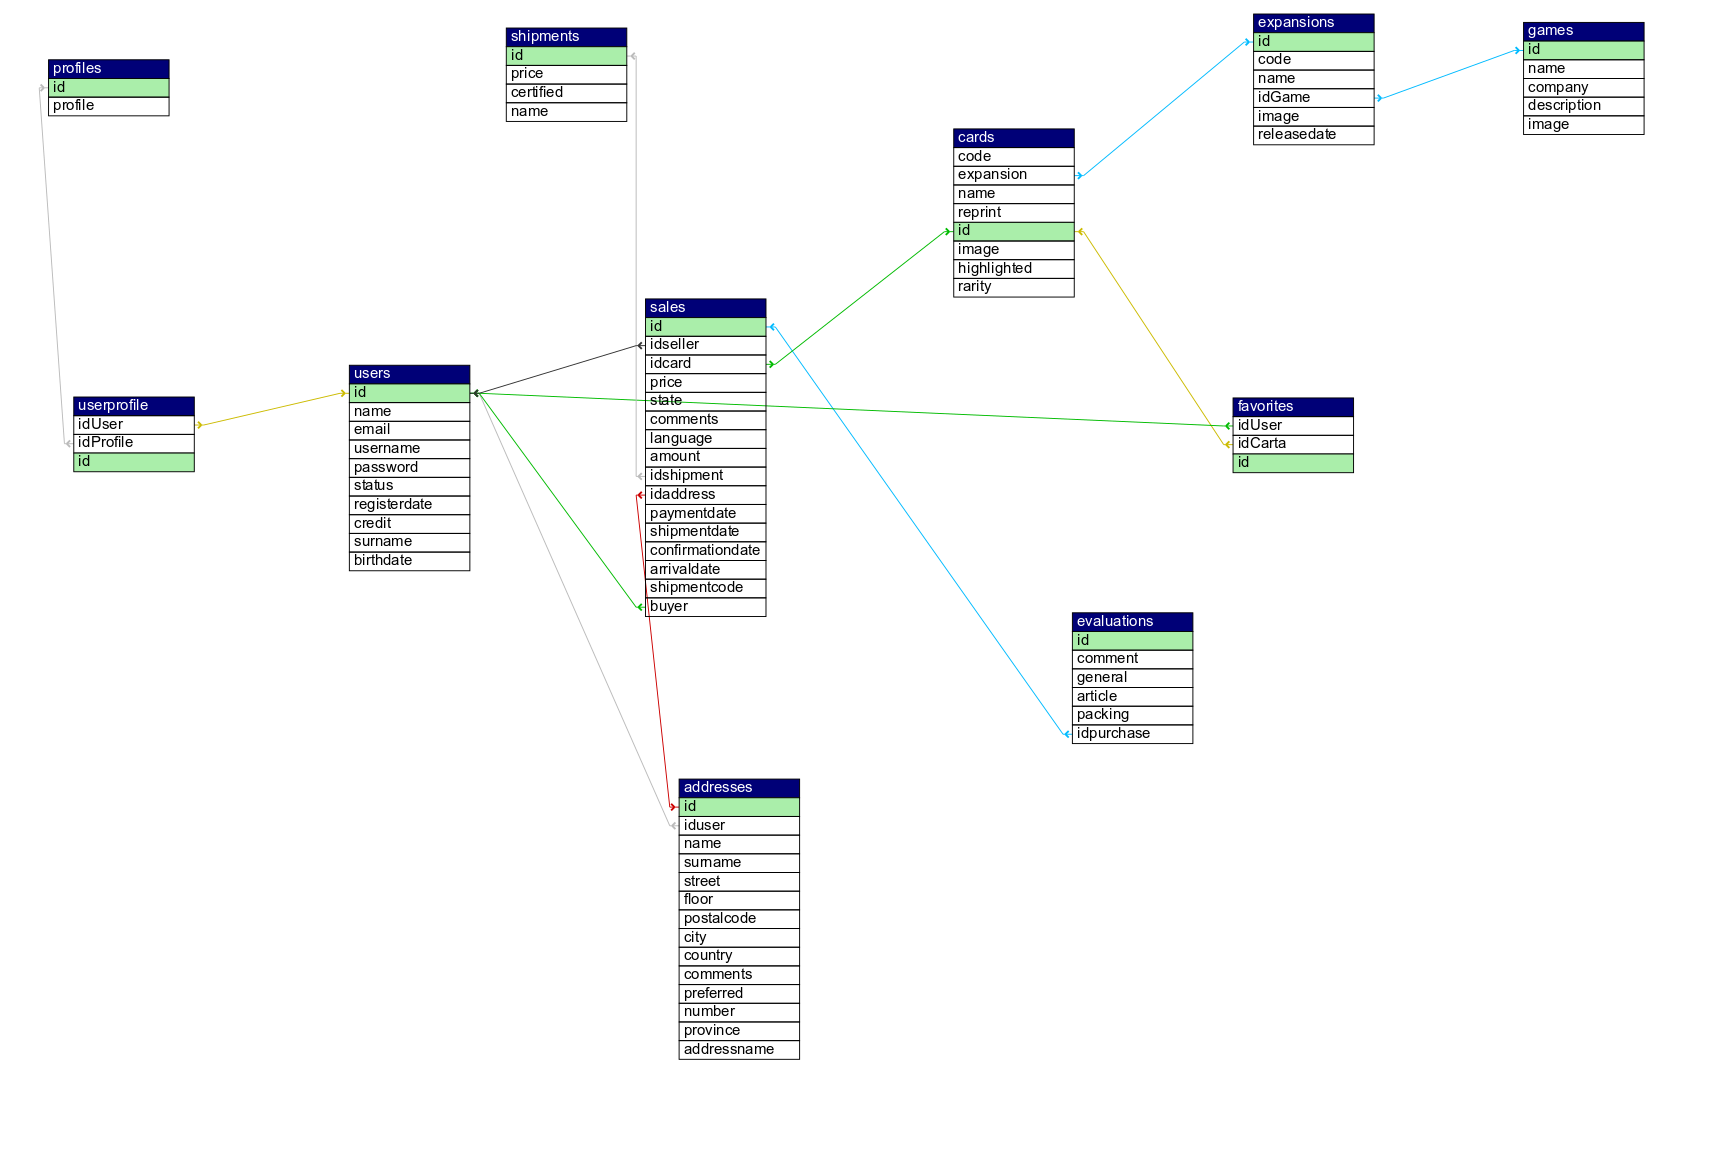 profiles
id
profile
shipments
id
price
certified
name
expansions
id
code
name
idGame
image
releasedate
games
id
name
company
description
image
cards
code
expansion
name
reprint
id
image
highlighted
rarity
sales
id
idseller
idcard
price
state
comments
language
amount
idshipment
idaddress
paymentdate
shipmentdate
confirmationdate
arrivaldate
shipmentcode
buyer
users
id
name
email
username
password
status
registerdate
credit
surname
birthdate
userprofile
idUser
idProfile
id
favorites
idUser
idCarta
id
evaluations
id
comment
general
article
packing
idpurchase
addresses
id
iduser
name
surname
street
floor
postalcode
city
country
comments
preferred
number
province
addressname